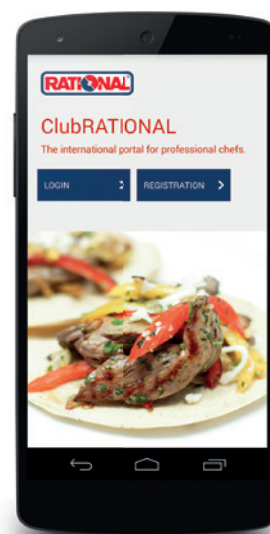 RATIONAL
ClubRATIONAL
The international portal for professional chefs.
LOGIN
REGISTRATION